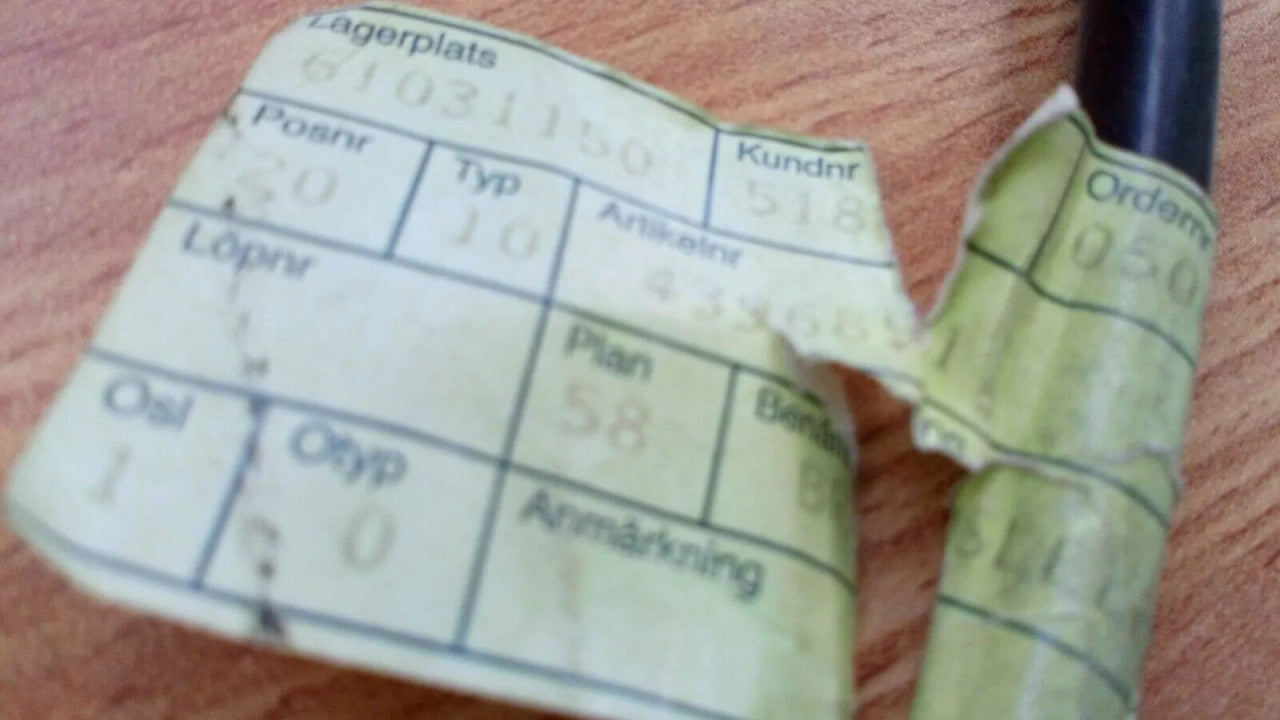 Lagerplats
61031150
Kundnr
518
Ordernr
050
Posnr
20
Typ
10
Artikelnr
Löpnr
Plan
58
Osl
1
Otyp
0
Anmärkning